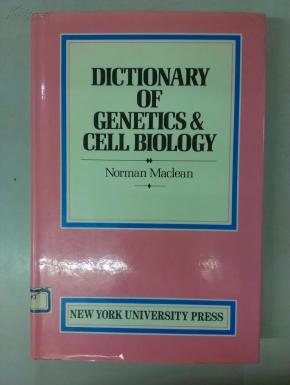 DICTIONARY
OF
GENETICS &
CELL BIOLOGY
Norman Maclean
NEW YORK UNIVERSITY PRESS